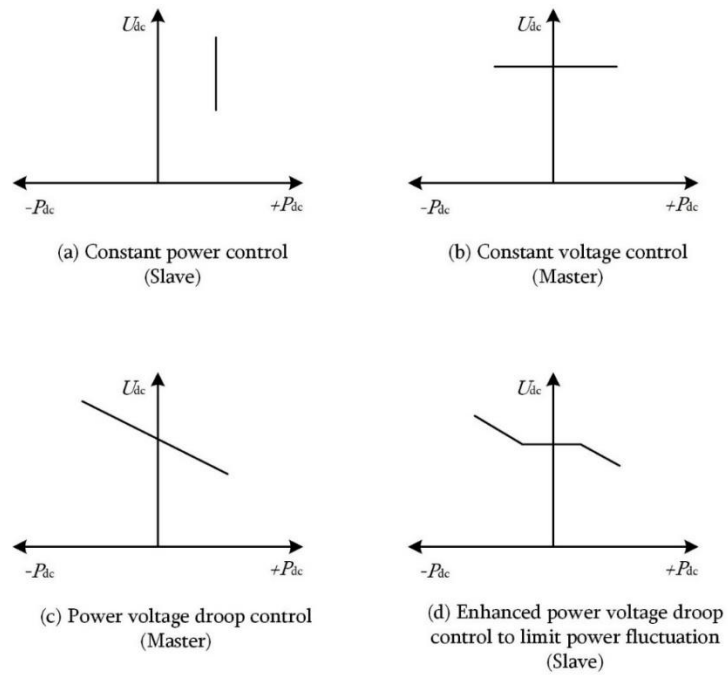 Udc
-Pdc
+Pdc
(a) Constant power control
(Slave)
Udc
-Pdc
+Pdc
(b) Constant voltage control
(Master)
Udc
-Pdc
+Pdc
(c) Power voltage droop control
(Master)
Udc
-Pdc
+Pdc
(d) Enhanced power voltage droop
control to limit power fluctuation
(Slave)